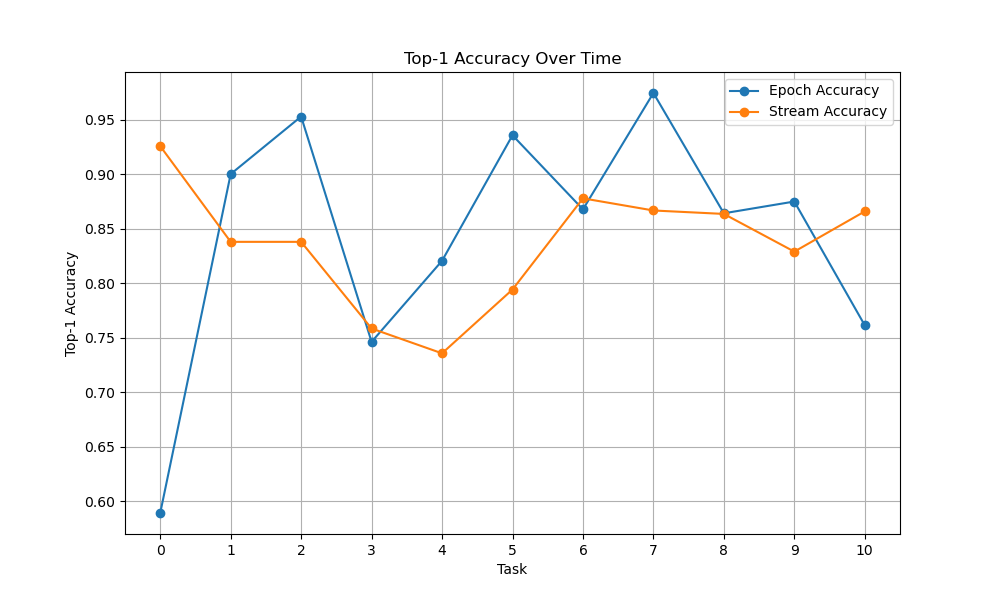 Top-1 Accuracy Over Time
Epoch Accuracy
Stream Accuracy
Top-1 Accuracy
0.95
0.90
0.85
0.80
0.75
0.70
0.65
0.60
0 1 2 3 4 5 6 7 8 9 10
Task